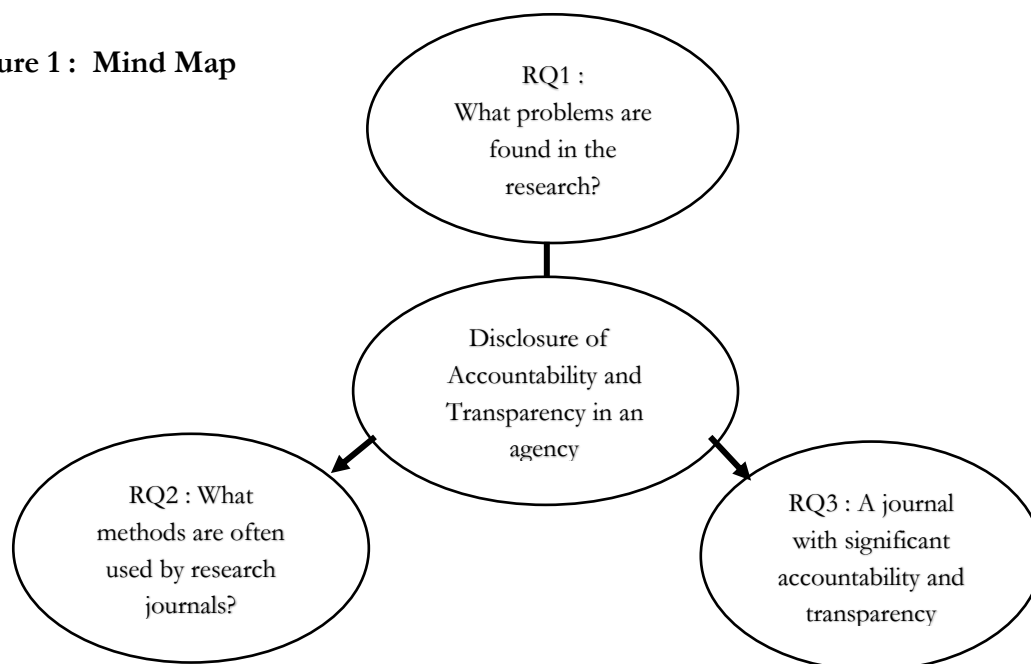 ure 1 : Mind Map
RQ1 :
What problems are
found in the
research?
Disclosure of
Accountability and
Transparency in an
agency
RQ2 : What
methods are often
used by research
journals?
RQ3 : A journal
with significant
accountability and
transparency